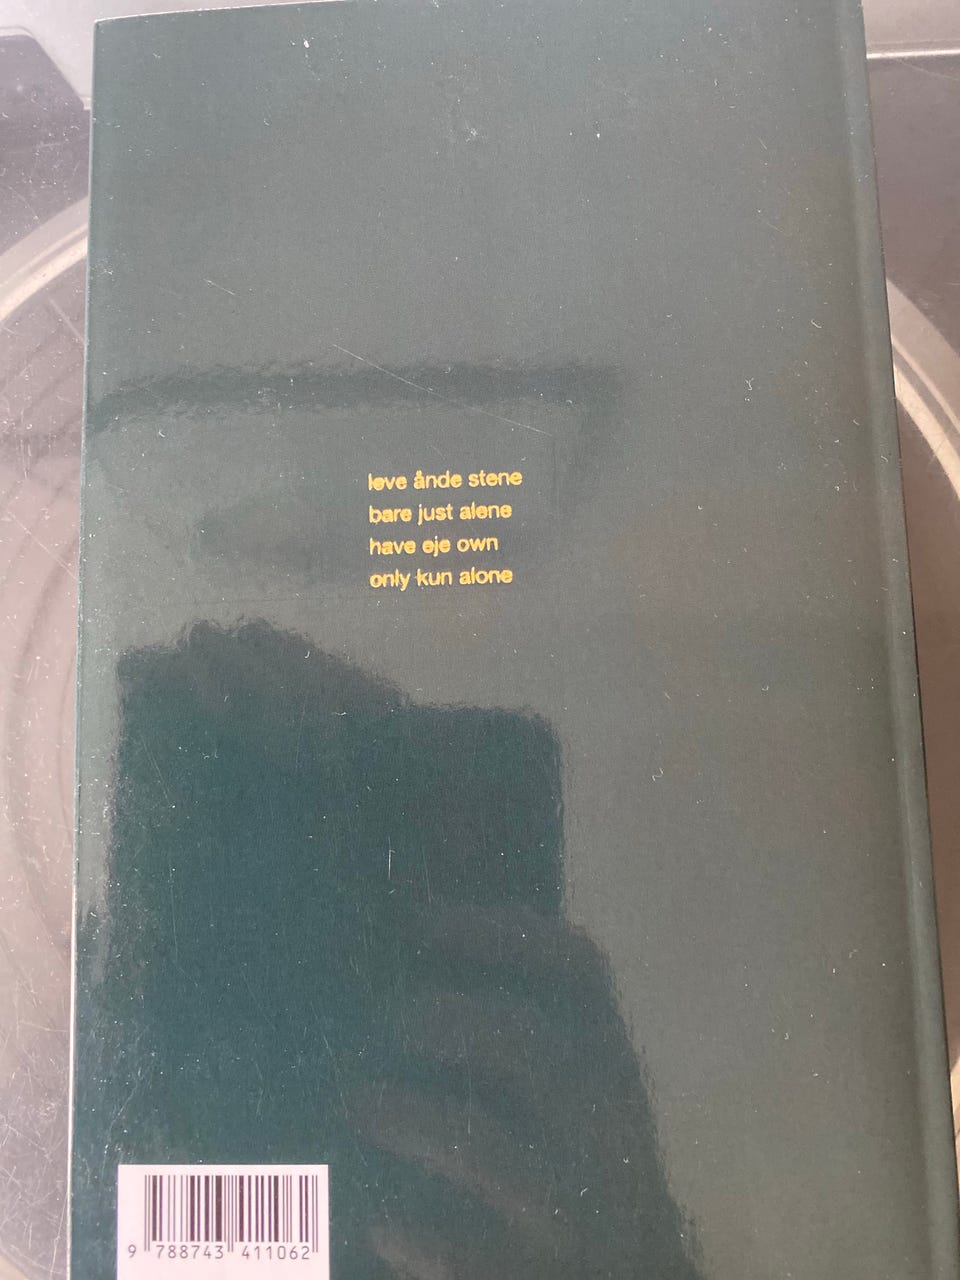 leve ånde stene
bare just alene
have eje own
only kun alone
9 788743 411062